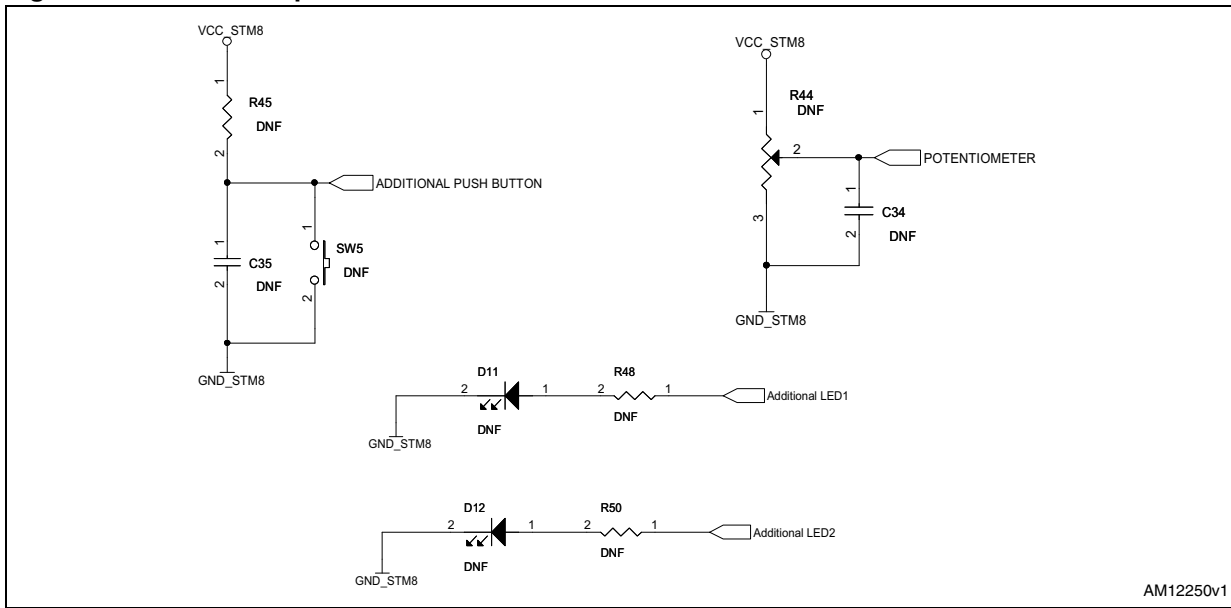 VCC_STM8
1
R45
DNF
2
ADDITIONAL PUSH BUTTON
1
C35
DNF
2
1
SW5
DNF
2
GND_STM8
VCC_STM8
R44
DNF
1
2
POTENTIOMETER
3
1
C34
DNF
2
GND_STM8
D11
2
1
DNF
R48
2
1
DNF
Additional LED1
GND_STM8
D12
2
1
DNF
R50
2
1
DNF
Additional LED2
GND_STM8
AM12250v1